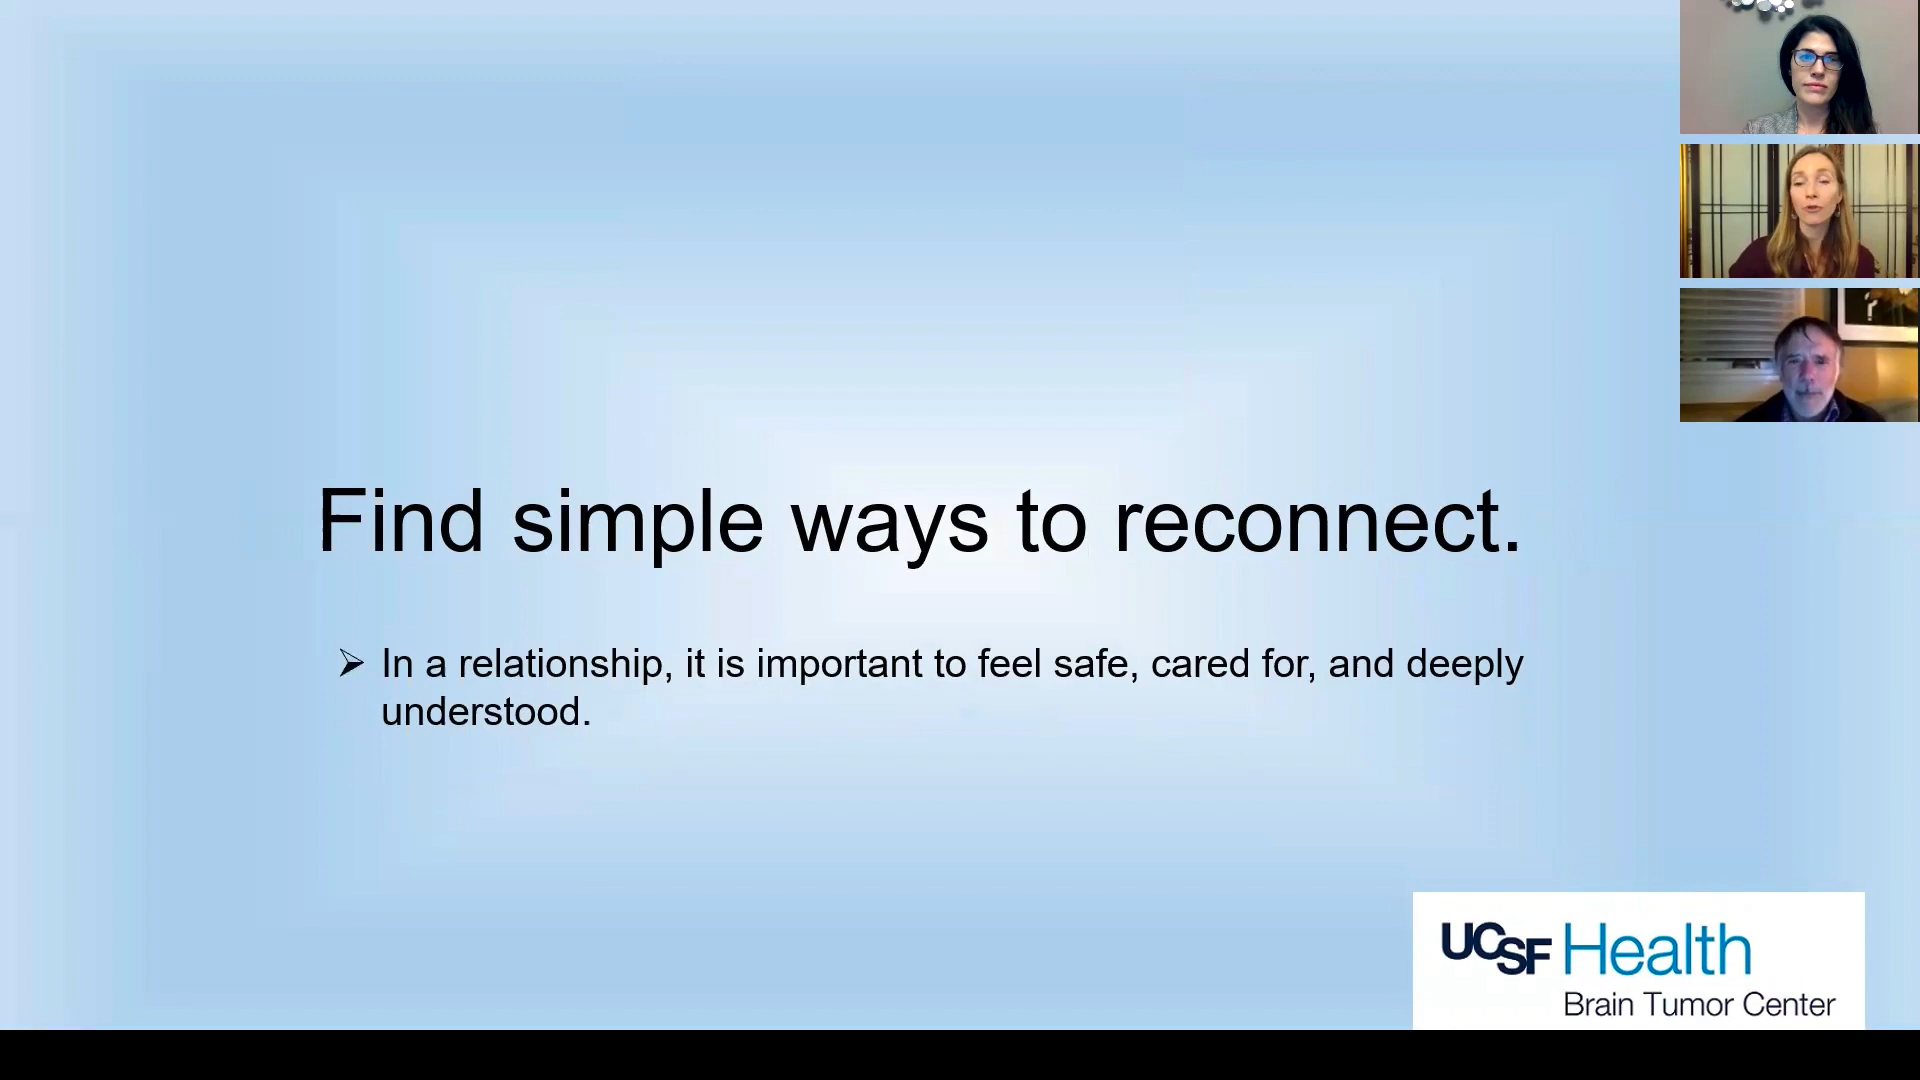 Find simple ways to reconnect.
➢ In a relationship, it is important to feel safe, cared for, and deeply
understood.
UCSF Health
Brain Tumor Center